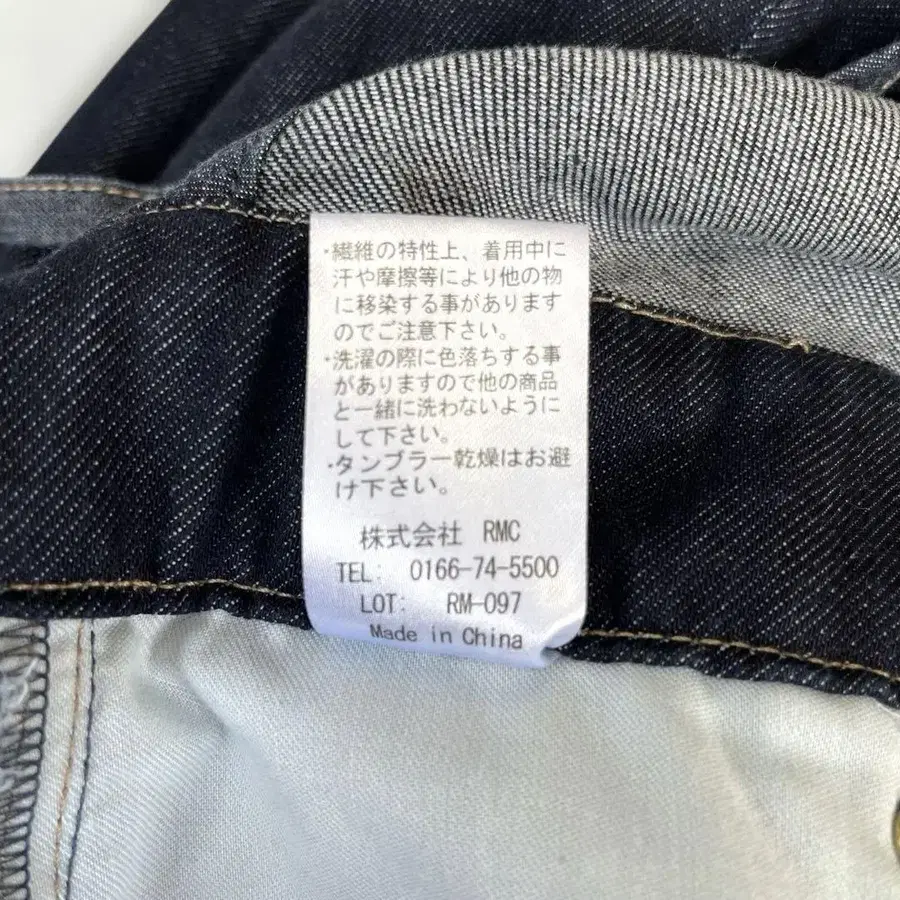 ・繊維の特性上、着用中に
汗や摩擦等により他の物
に移染する事があります
のでご注意下さい。
・洗濯の際に色落ちする事
がありますので他の商品
と一緒に洗わないように
して下さい。
・タンブラー乾燥はお避
け下さい。
株式会社 RMC
TEL: 0166-74-5500
LOT: RM-097
Made in China